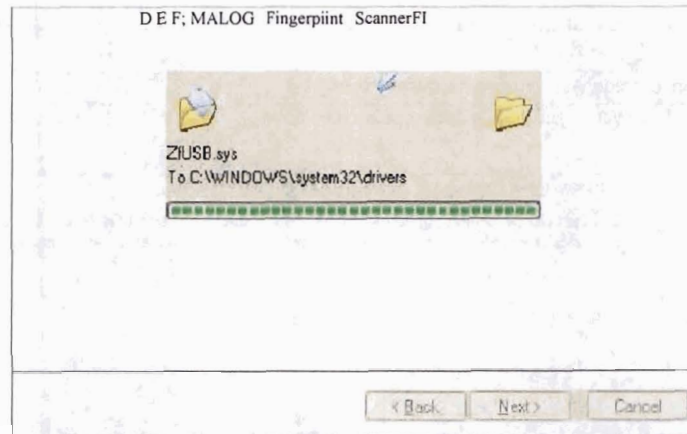 D E F; MALOG Fingerpiint ScannerFI
ZfUSB.sys
To C:\WINDOWS\system32\drivers
< Back
Next >
Cancel